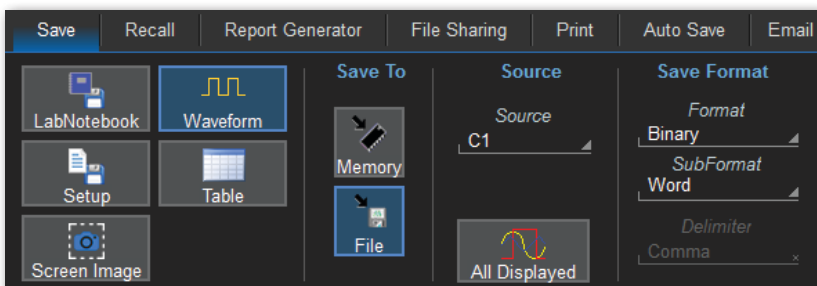 Save Recall Report Generator File Sharing Print Auto Save Email
Save To Source Save Format
LabNotebook Waveform
Setup Table
Screen Image
Memory
File
Source
C1
All Displayed
Format
Binary
SubFormat
Word
Delimiter
Comma